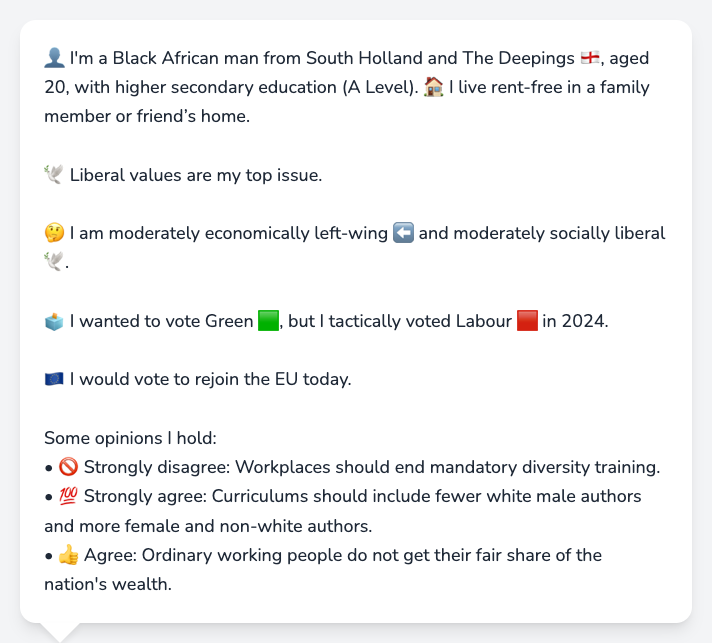 👤 I'm a Black African man from South Holland and The Deepings 🏴󠁧󠁢󠁥󠁮󠁧󠁿, aged
20, with higher secondary education (A Level). 🏠 I live rent-free in a family
member or friend’s home.
🕊️ Liberal values are my top issue.
🤔 I am moderately economically left-wing ⬅️ and moderately socially liberal
🕊️.
🗳️ I wanted to vote Green 🟩, but I tactically voted Labour 🟥 in 2024.
🇪🇺 I would vote to rejoin the EU today.
Some opinions I hold:
• 🚫 Strongly disagree: Workplaces should end mandatory diversity training.
• 💯 Strongly agree: Curriculums should include fewer white male authors
and more female and non-white authors.
• 👍 Agree: Ordinary working people do not get their fair share of the
nation's wealth.